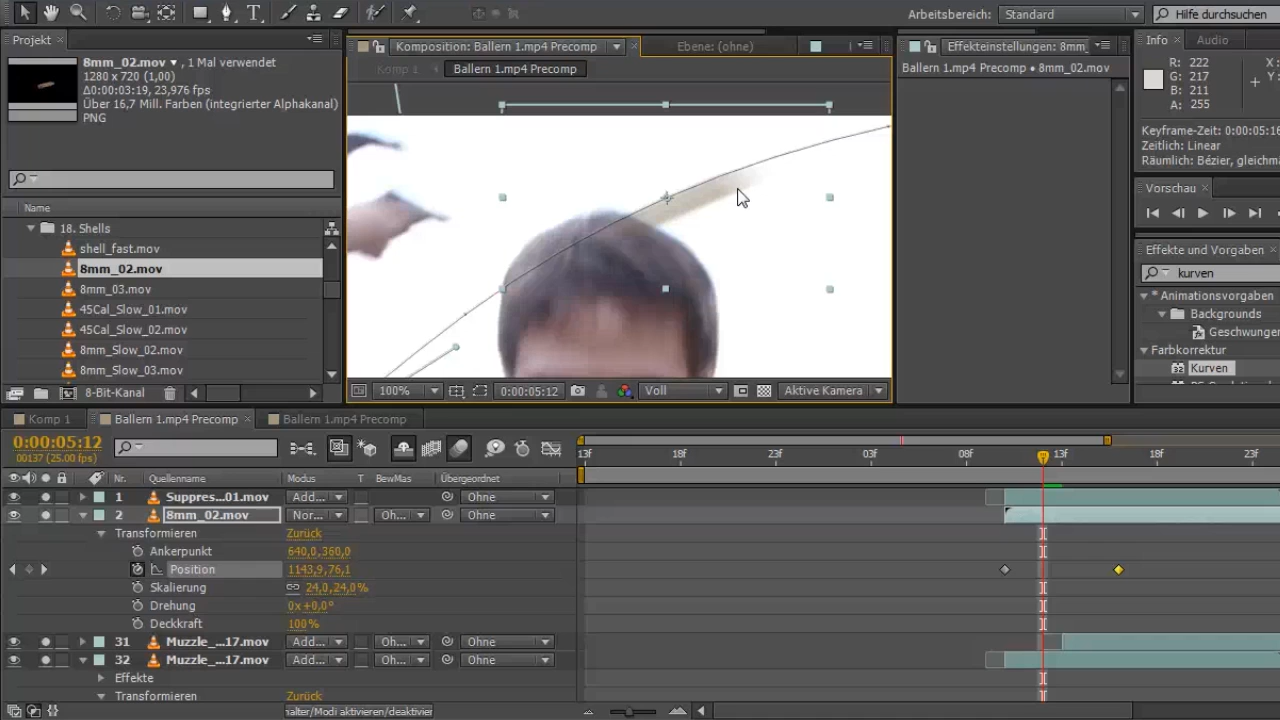 Arbeitsbereich: Standard
Hilfe durchsuchen
Projekt
8mm_02.mov ▾ , 1 Mal verwendet
1280 x 720 (1,00)
Δ0:00:03:19, 23,976 fps
Über 16,7 Mill. Farben (integrierter Alphakanal)
PNG
Name
18. Shells
shell_fast.mov
8mm_02.mov
8mm_03.mov
45Cal_Slow_01.mov
45Cal_Slow_02.mov
8mm_Slow_02.mov
8mm_Slow_03.mov
8-Bit-Kanal
Komposition: Ballern 1.mp4 Precomp
Ebene: (ohne)
Komp 1
Ballern 1.mp4 Precomp
100%
0:00:05:12
Voll
Aktive Kamera
Effekteinstellungen: 8mm_
Ballern 1.mp4 Precomp • 8mm_02.mov
Info
Audio
R: 222
G: 217
B: 211
A: 255
X:
Y:
Keyframe-Zeit: 0:00:05:16
Zeitlich: Linear
Räumlich: Bézier, gleichm
Vorschau
Effekte und Vorgaben
kurven
* Animationsvorgaben
Backgrounds
Geschwungen
Farbkorrektur
Kurven
Komp 1
Ballern 1.mp4 Precomp
Ballern 1.mp4 Precomp
0:00:05:12
00137 (25.00 fps)
13f 18f 23f 03f 08f 13f 18f 23f
Nr. Quellenname Modus T BewMas Übergeordnet
1 Suppres...01.mov Add... Ohne
2 8mm_02.mov Nor... Oh... Ohne
Transformieren Zurück
Ankerpunkt 640,0,360,0
Position 1143,9,76,1
Skalierung 24,0,24,0%
Drehung 0x+0,0°
Deckkraft 100%
31 Muzzle_...17.mov Add... Oh... Ohne
32 Muzzle_...17.mov Add... Oh... Ohne
Effekte
Transformieren Zurück
halter/Modi aktivieren/deaktivier